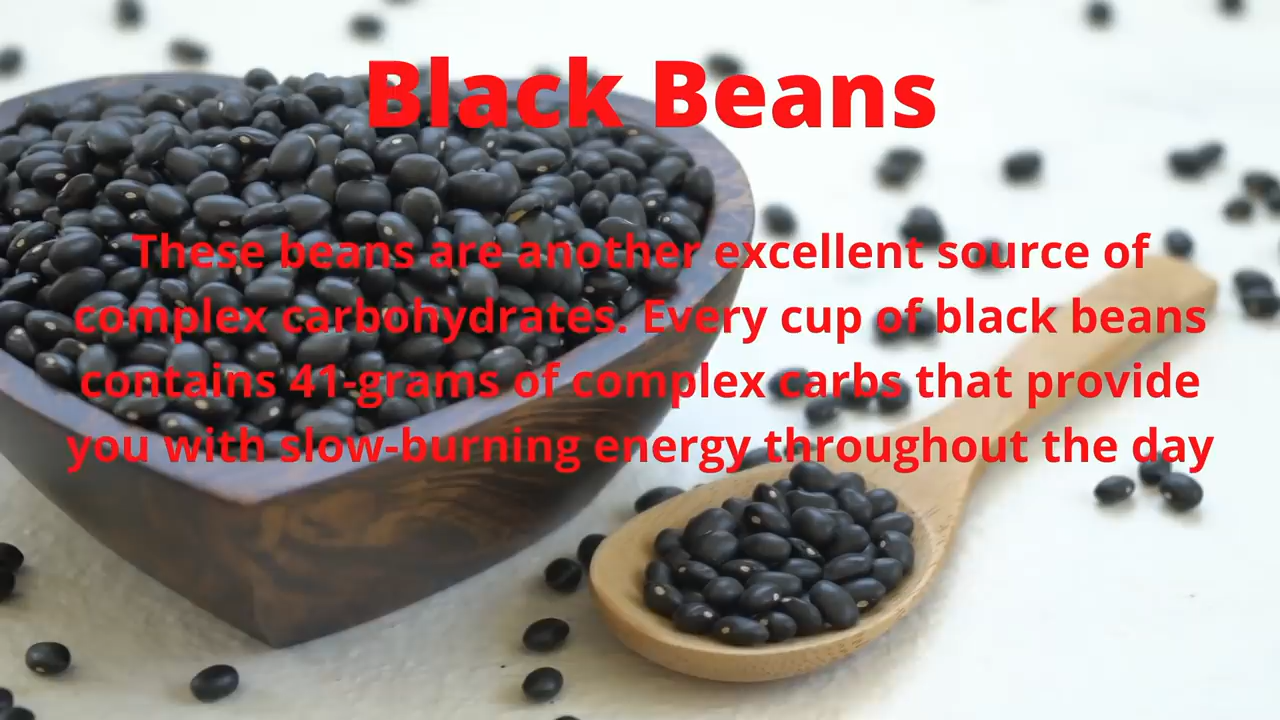 Black Beans
These beans are another excellent source of
complex carbohydrates. Every cup of black beans
contains 41-grams of complex carbs that provide
you with slow-burning energy throughout the day